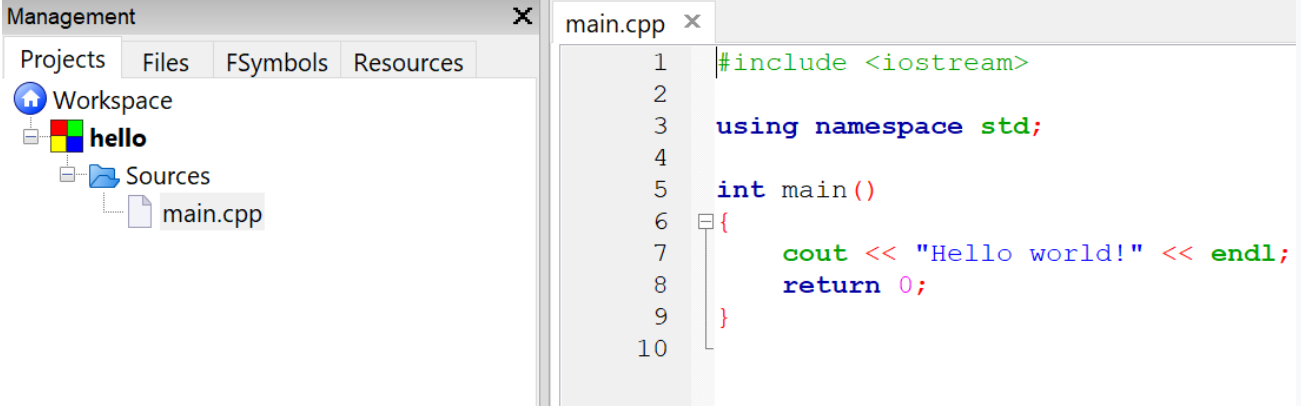 Management
Projects Files FSymbols Resources
Workspace
hello
Sources
main.cpp
main.cpp
1 #include <iostream>
2
3 using namespace std;
4
5 int main()
6 {
7     cout << "Hello world!" << endl;
8     return 0;
9 }
10